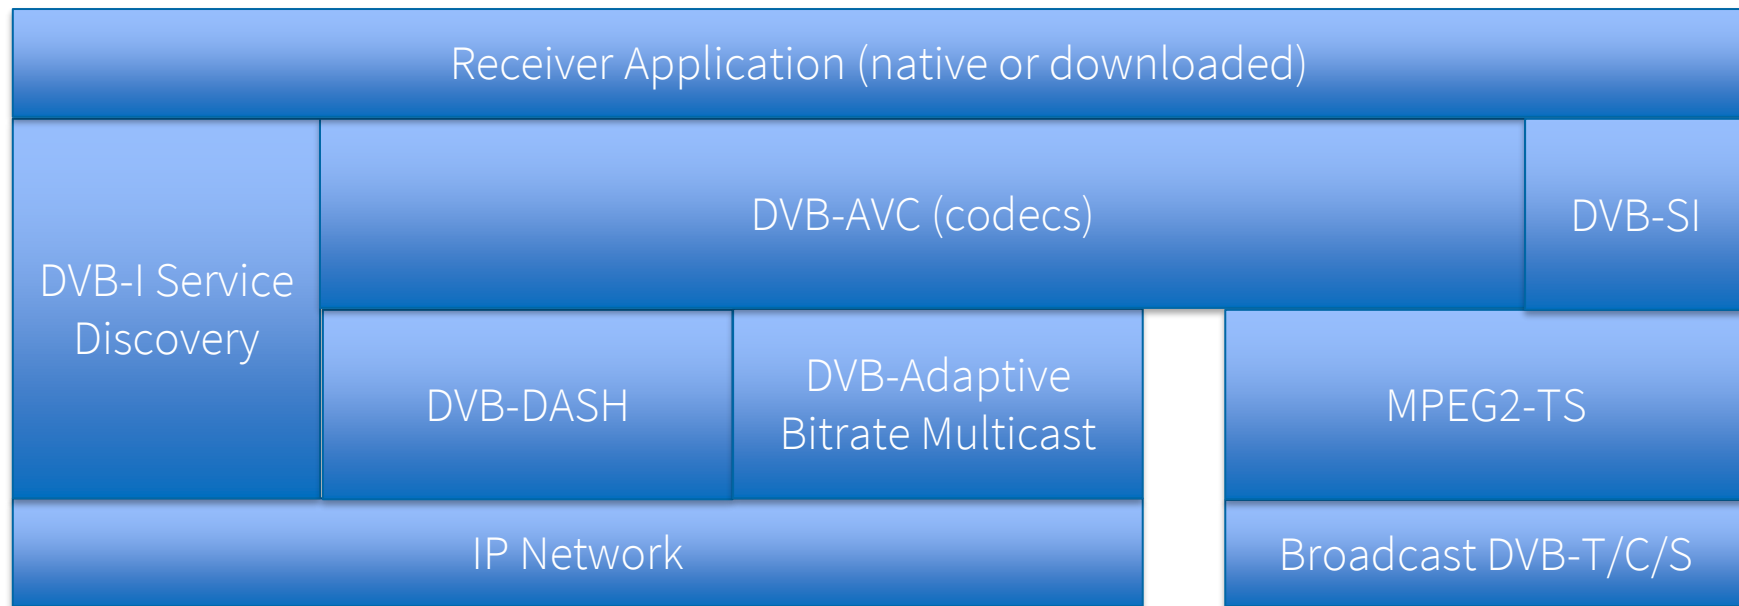 Receiver Application (native or downloaded)
DVB-I Service
Discovery
DVB-AVC (codecs)
DVB-SI
DVB-DASH
DVB-Adaptive
Bitrate Multicast
MPEG2-TS
IP Network
Broadcast DVB-T/C/S